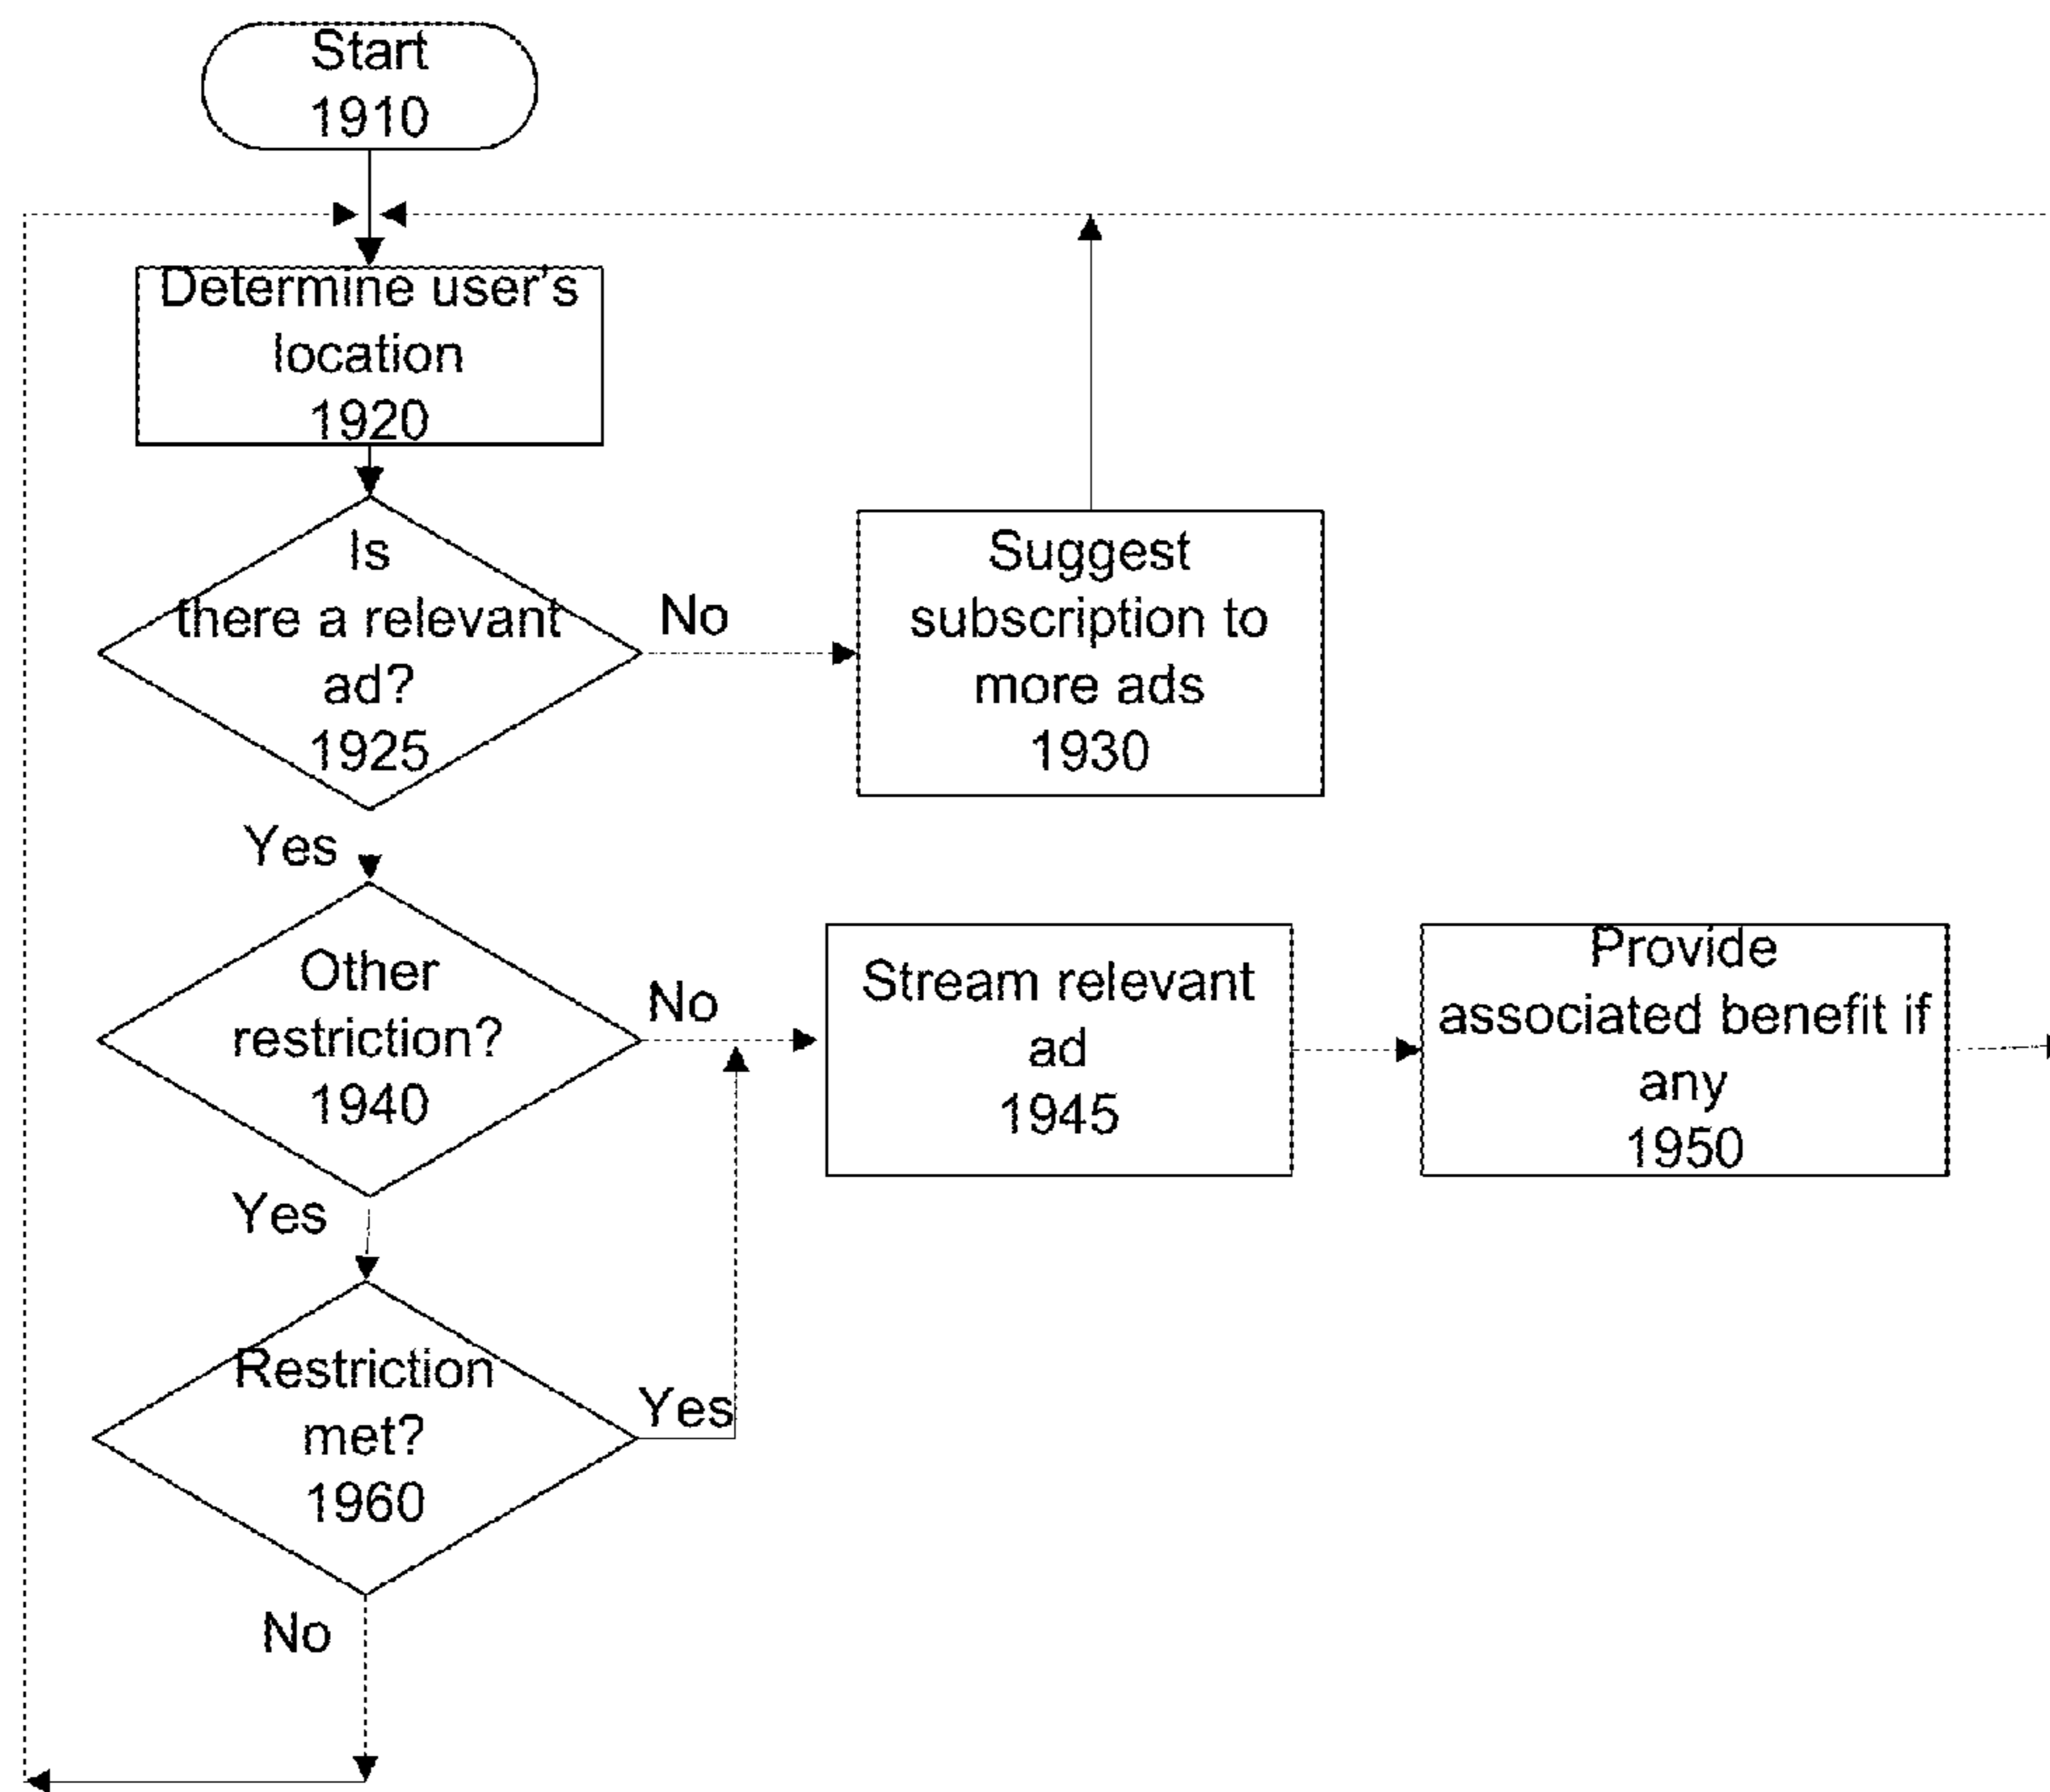 Start
1910
Determine user's
location
1920
Is
there a relevant
ad?
1925
No
Suggest
subscription to
more ads
1930
Yes
Other
restriction?
1940
No
Stream relevant
ad
1945
Provide
associated benefit if
any
1950
Yes
Restriction
met?
1960
Yes
No